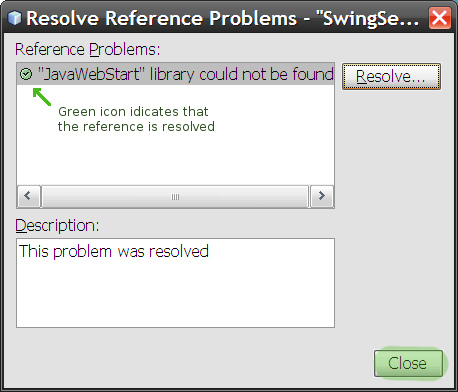 Resolve Reference Problems - "SwingSe...
Reference Problems:
"JavaWebStart" library could not be found
Resolve...
Green icon idicates that
the reference is resolved
Description:
This problem was resolved
Close